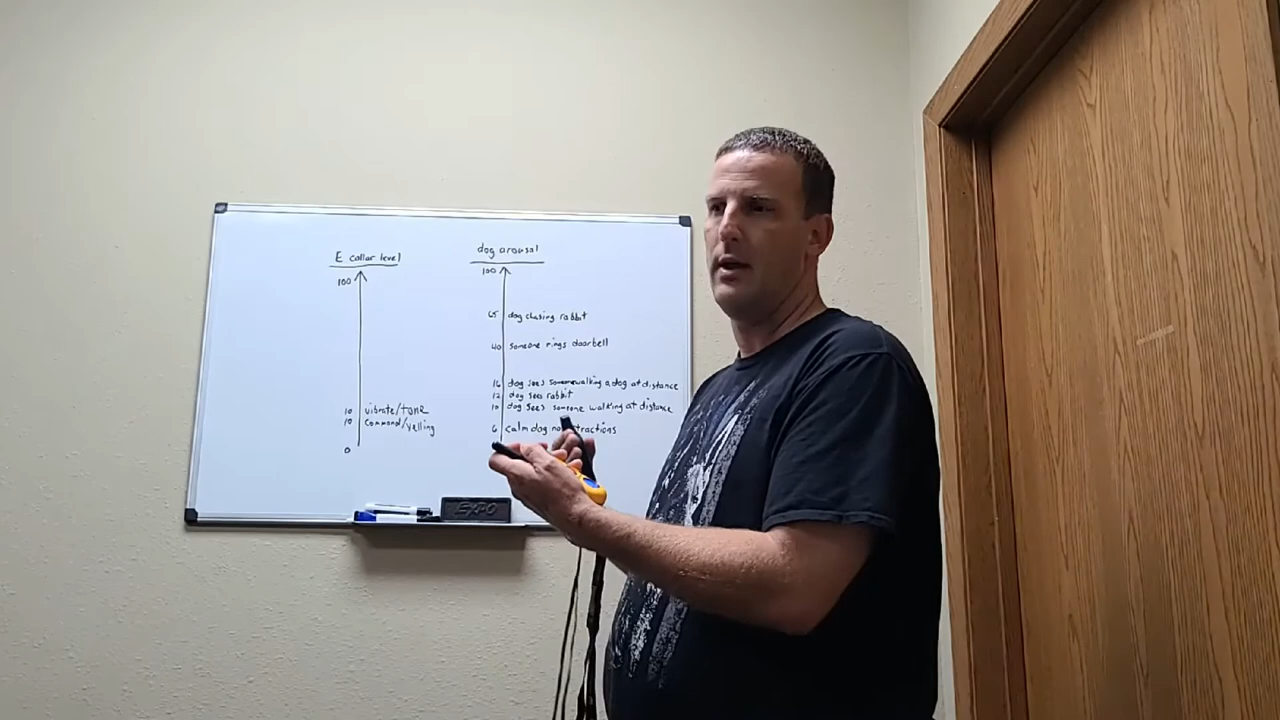 E collar level
100
10 vibrate/tone
10 command/yelling
0
dog arousal
100
65 dog chasing rabbit
40 someone rings doorbell
16 dog sees someone walking a dog at distance
12 dog sees rabbit
10 dog sees someone walking at distance
6 calm dog no
EXPO